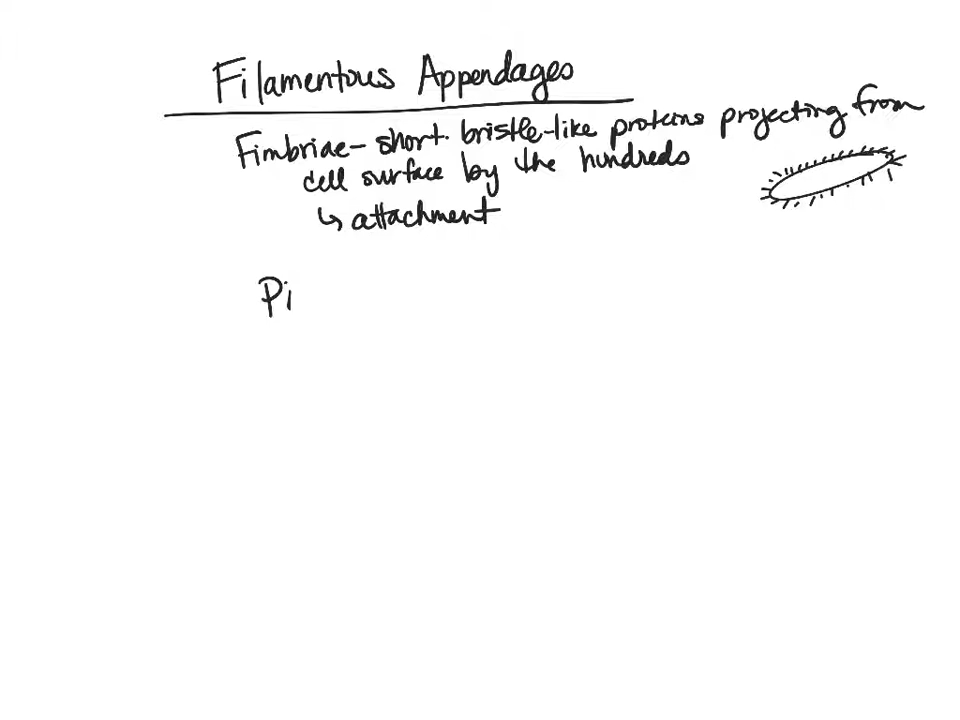 Filamentous Appendages
Fimbriae - short bristle-like proteins projecting from
cell surface by the hundreds
↳ attachment
Pi